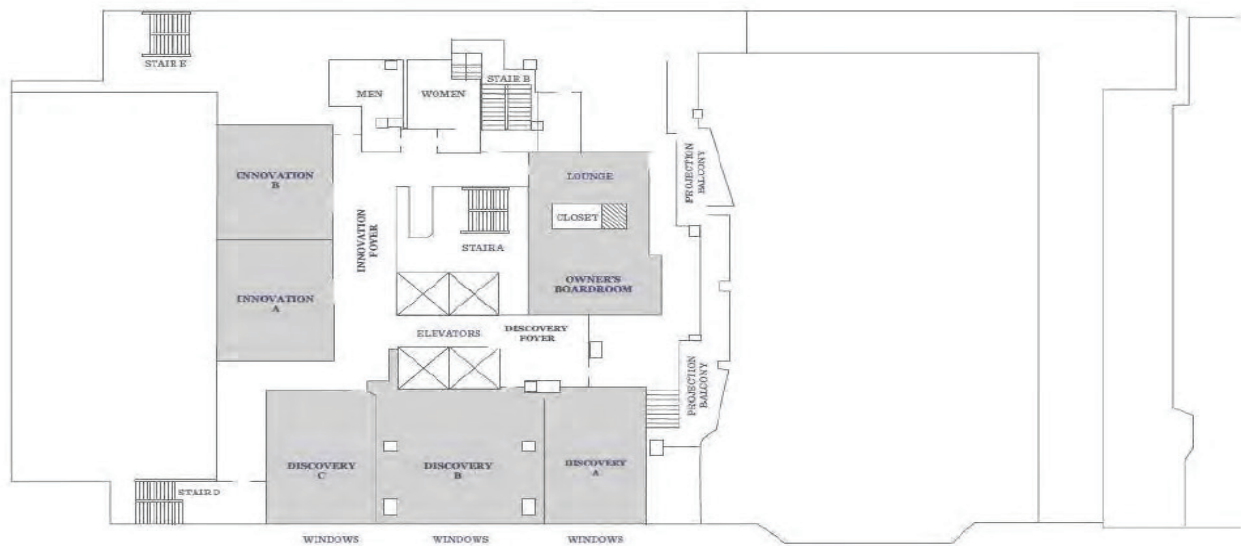 STAIR E
MEN
WOMEN
STAIR B
PROJECTION
BALCONY
INNOVATION
B
LOUNGE
CLOSET
INNOVATION
FOYER
STAIR A
INNOVATION
A
OWNER'S
BOARDROOM
ELEVATORS
DISCOVERY
FOYER
PROJECTION
BALCONY
DISCOVERY
C
DISCOVERY
B
DISCOVERY
A
STAIR D
WINDOWS
WINDOWS
WINDOWS